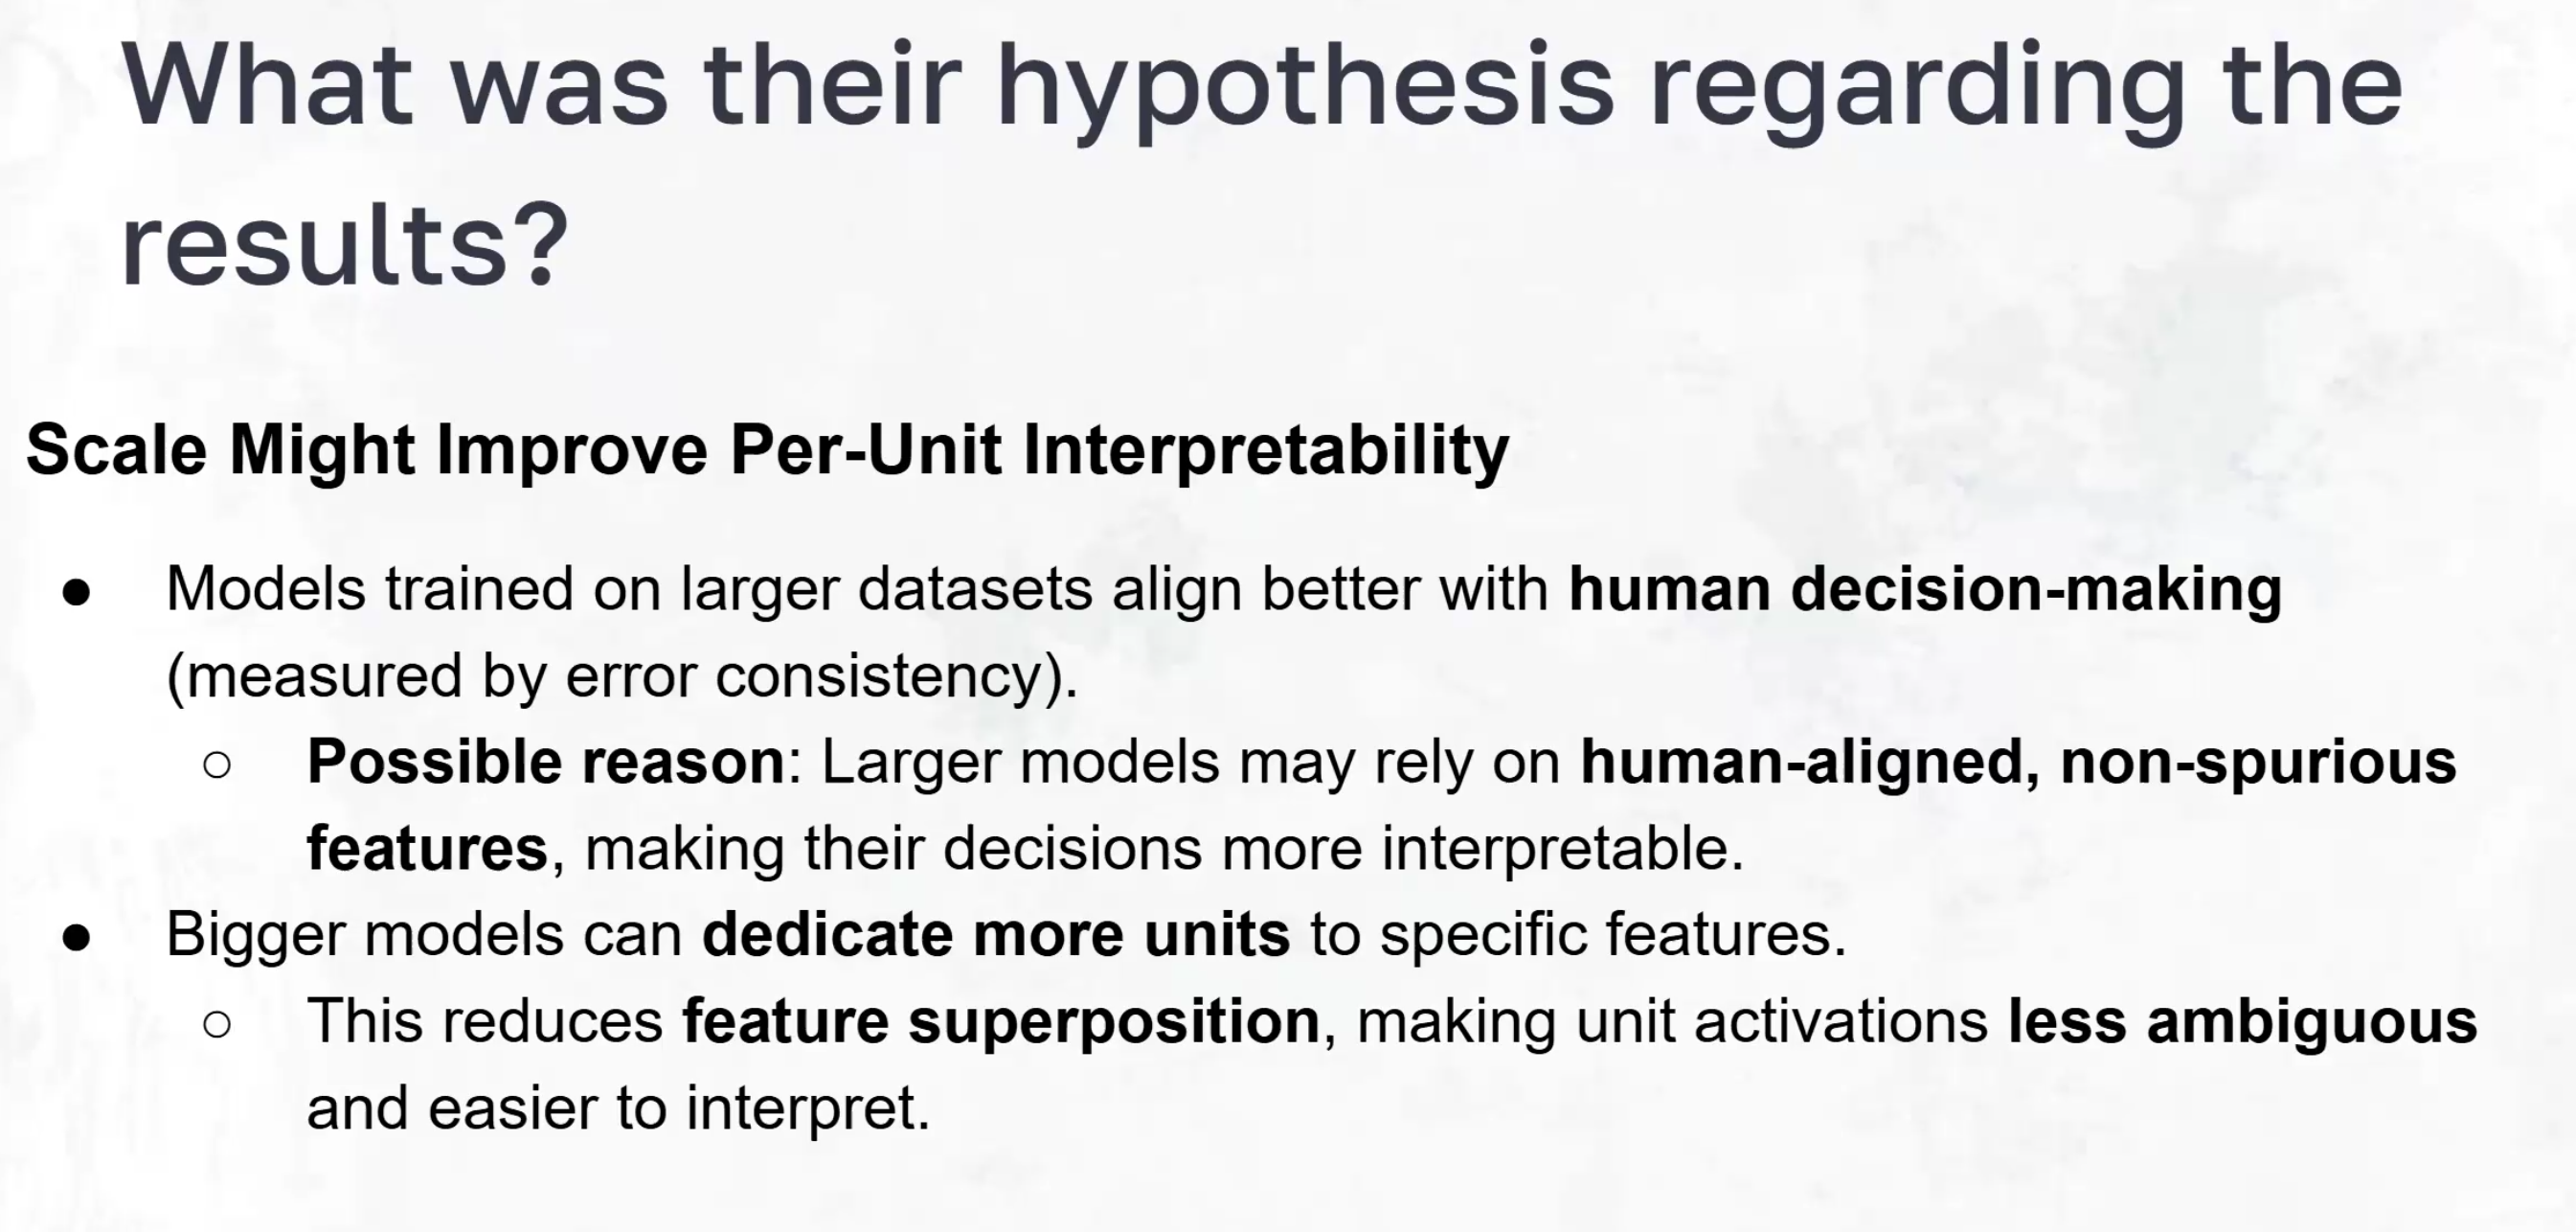 What was their hypothesis regarding the
results?
Scale Might Improve Per-Unit Interpretability
● Models trained on larger datasets align better with human decision-making
(measured by error consistency).
○ Possible reason: Larger models may rely on human-aligned, non-spurious
features, making their decisions more interpretable.
● Bigger models can dedicate more units to specific features.
○ This reduces feature superposition, making unit activations less ambiguous
and easier to interpret.